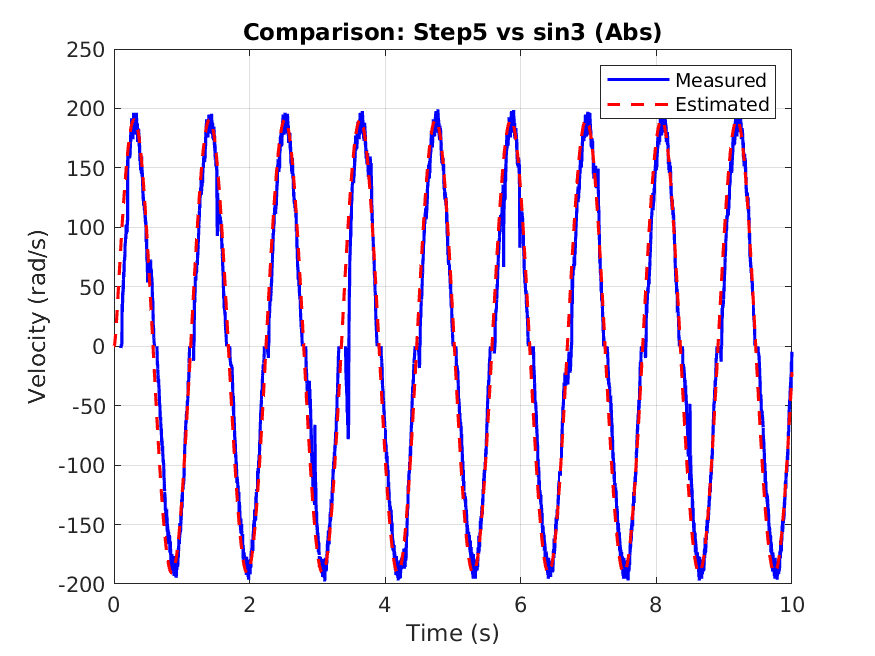 Comparison: Step5 vs sin3 (Abs)
Measured
Estimated
Velocity (rad/s)
250
200
150
100
50
0
-50
-100
-150
-200
0 2 4 6 8 10
Time (s)